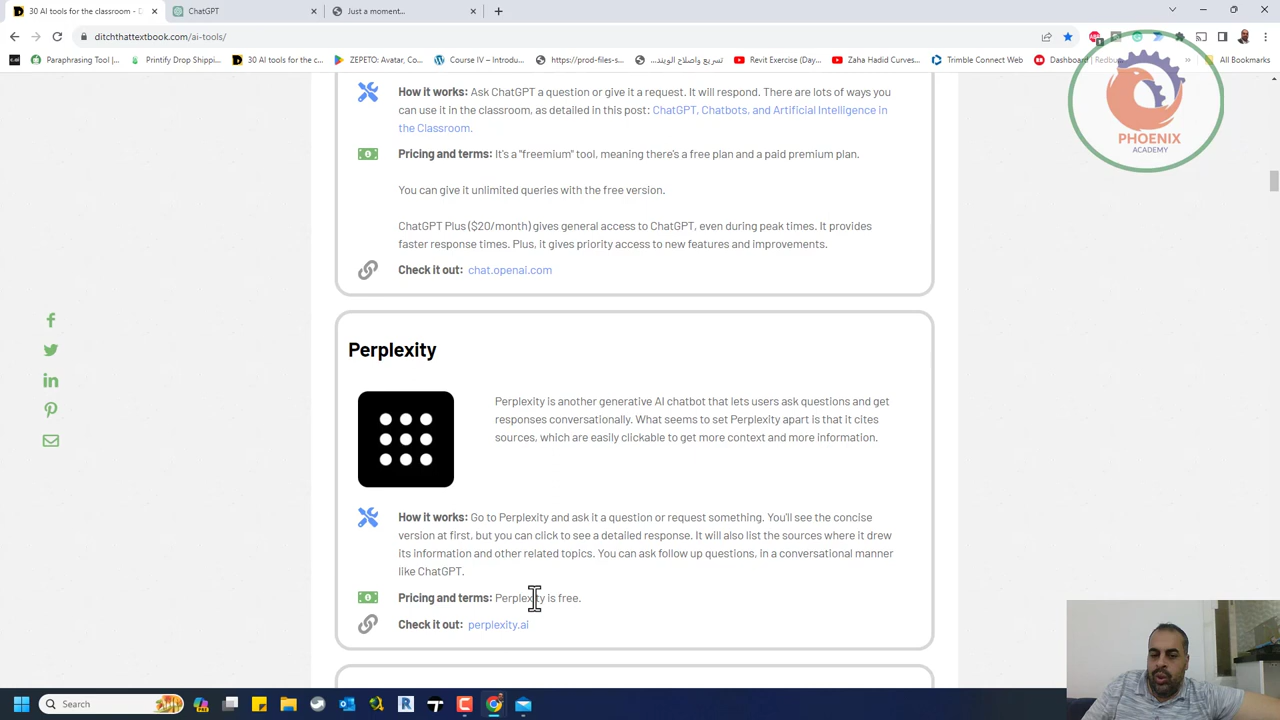 30 AI tools for the classroom - D
ChatGPT
Just a moment...
ditchthattextbook.com/ai-tools/
Paraphrasing Tool |...
Printify Drop Shippi...
30 AI tools for the c...
ZEPETO: Avatar, Co...
Course IV – Introdu...
https://prod-files-s...
تسريع واصلاح الويند...
Revit Exercise (Day...
Zaha Hadid Curves...
Trimble Connect Web
Dashboard
All Bookmarks
PHOENIX
ACADEMY
How it works: Ask ChatGPT a question or give it a request. It will respond. There are lots of ways you
can use it in the classroom, as detailed in this post: ChatGPT, Chatbots, and Artificial Intelligence in
the Classroom.
Pricing and terms: It's a "freemium" tool, meaning there's a free plan and a paid premium plan.
You can give it unlimited queries with the free version.
ChatGPT Plus ($20/month) gives general access to ChatGPT, even during peak times. It provides
faster response times. Plus, it gives priority access to new features and improvements.
Check it out: chat.openai.com
Perplexity
Perplexity is another generative AI chatbot that lets users ask questions and get
responses conversationally. What seems to set Perplexity apart is that it cites
sources, which are easily clickable to get more context and more information.
How it works: Go to Perplexity and ask it a question or request something. You'll see the concise
version at first, but you can click to see a detailed response. It will also list the sources where it drew
its information and other related topics. You can ask follow up questions, in a conversational manner
like ChatGPT.
Pricing and terms: Perplexity is free.
Check it out: perplexity.ai
Search